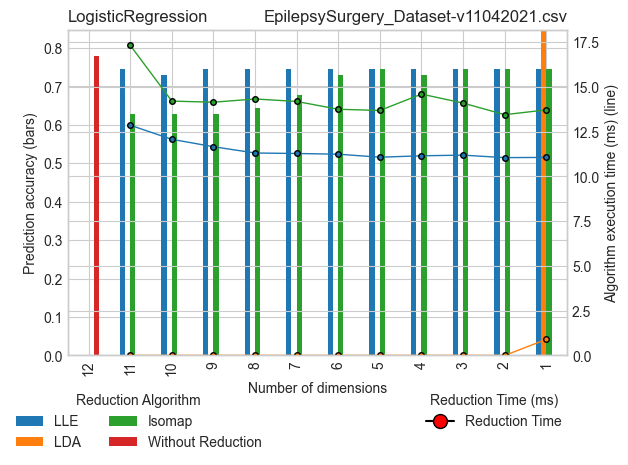 LogisticRegression EpilepsySurgery_Dataset-v11042021.csv
0.8 17.5
0.7 15.0
0.6 12.5
0.5 10.0
0.4 7.5
0.3 5.0
0.2 2.5
0.1 0.0
0.0
Prediction accuracy (bars)
Algorithm execution time (ms) (line)
12 11 10 9 8 7 6 5 4 3 2 1
Number of dimensions
Reduction Algorithm Reduction Time (ms)
LLE Isomap Reduction Time
LDA Without Reduction